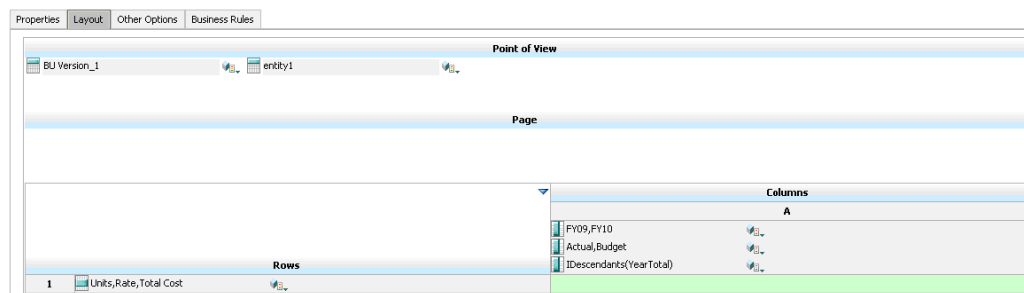 Properties Layout Other Options Business Rules
Point of View
BU Version_1 entity1
Page
Columns
A
FY09,FY10
Actual,Budget
IDescendants(YearTotal)
Rows
1 Units,Rate,Total Cost